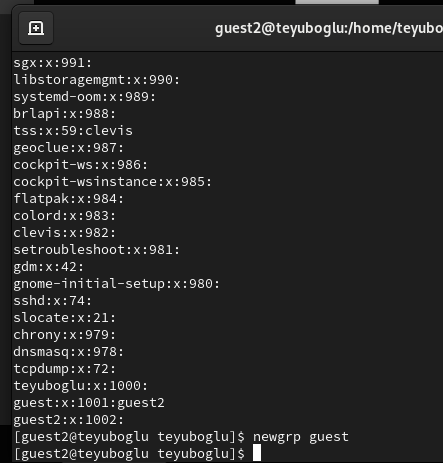 guest2@teyuboglu:/home/teyubo
sgx:x:991:
libstoragemgmt:x:990:
systemd-oom:x:989:
brlapi:x:988:
tss:x:59:clevis
geoclue:x:987:
cockpit-ws:x:986:
cockpit-wsinstance:x:985:
flatpak:x:984:
colord:x:983:
clevis:x:982:
setroubleshoot:x:981:
gdm:x:42:
gnome-initial-setup:x:980:
sshd:x:74:
slocate:x:21:
chrony:x:979:
dnsmasq:x:978:
tcpdump:x:72:
teyuboglu:x:1000:
guest:x:1001:guest2
guest2:x:1002:
[guest2@teyuboglu teyuboglu]$ newgrp guest
[guest2@teyuboglu teyuboglu]$